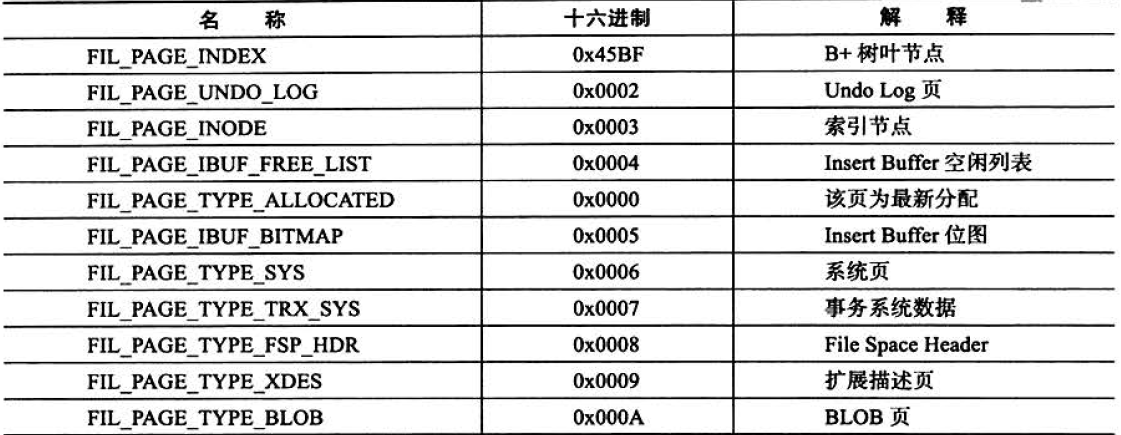 名 称 十六进制 解 释
FIL_PAGE_INDEX 0x45BF B+ 树叶节点
FIL_PAGE_UNDO_LOG 0x0002 Undo Log 页
FIL_PAGE_INODE 0x0003 索引节点
FIL_PAGE_IBUF_FREE_LIST 0x0004 Insert Buffer 空闲列表
FIL_PAGE_TYPE_ALLOCATED 0x0000 该页为最新分配
FIL_PAGE_IBUF_BITMAP 0x0005 Insert Buffer 位图
FIL_PAGE_TYPE_SYS 0x0006 系统页
FIL_PAGE_TYPE_TRX_SYS 0x0007 事务系统数据
FIL_PAGE_TYPE_FSP_HDR 0x0008 File Space Header
FIL_PAGE_TYPE_XDES 0x0009 扩展描述页
FIL_PAGE_TYPE_BLOB 0x000A BLOB 页